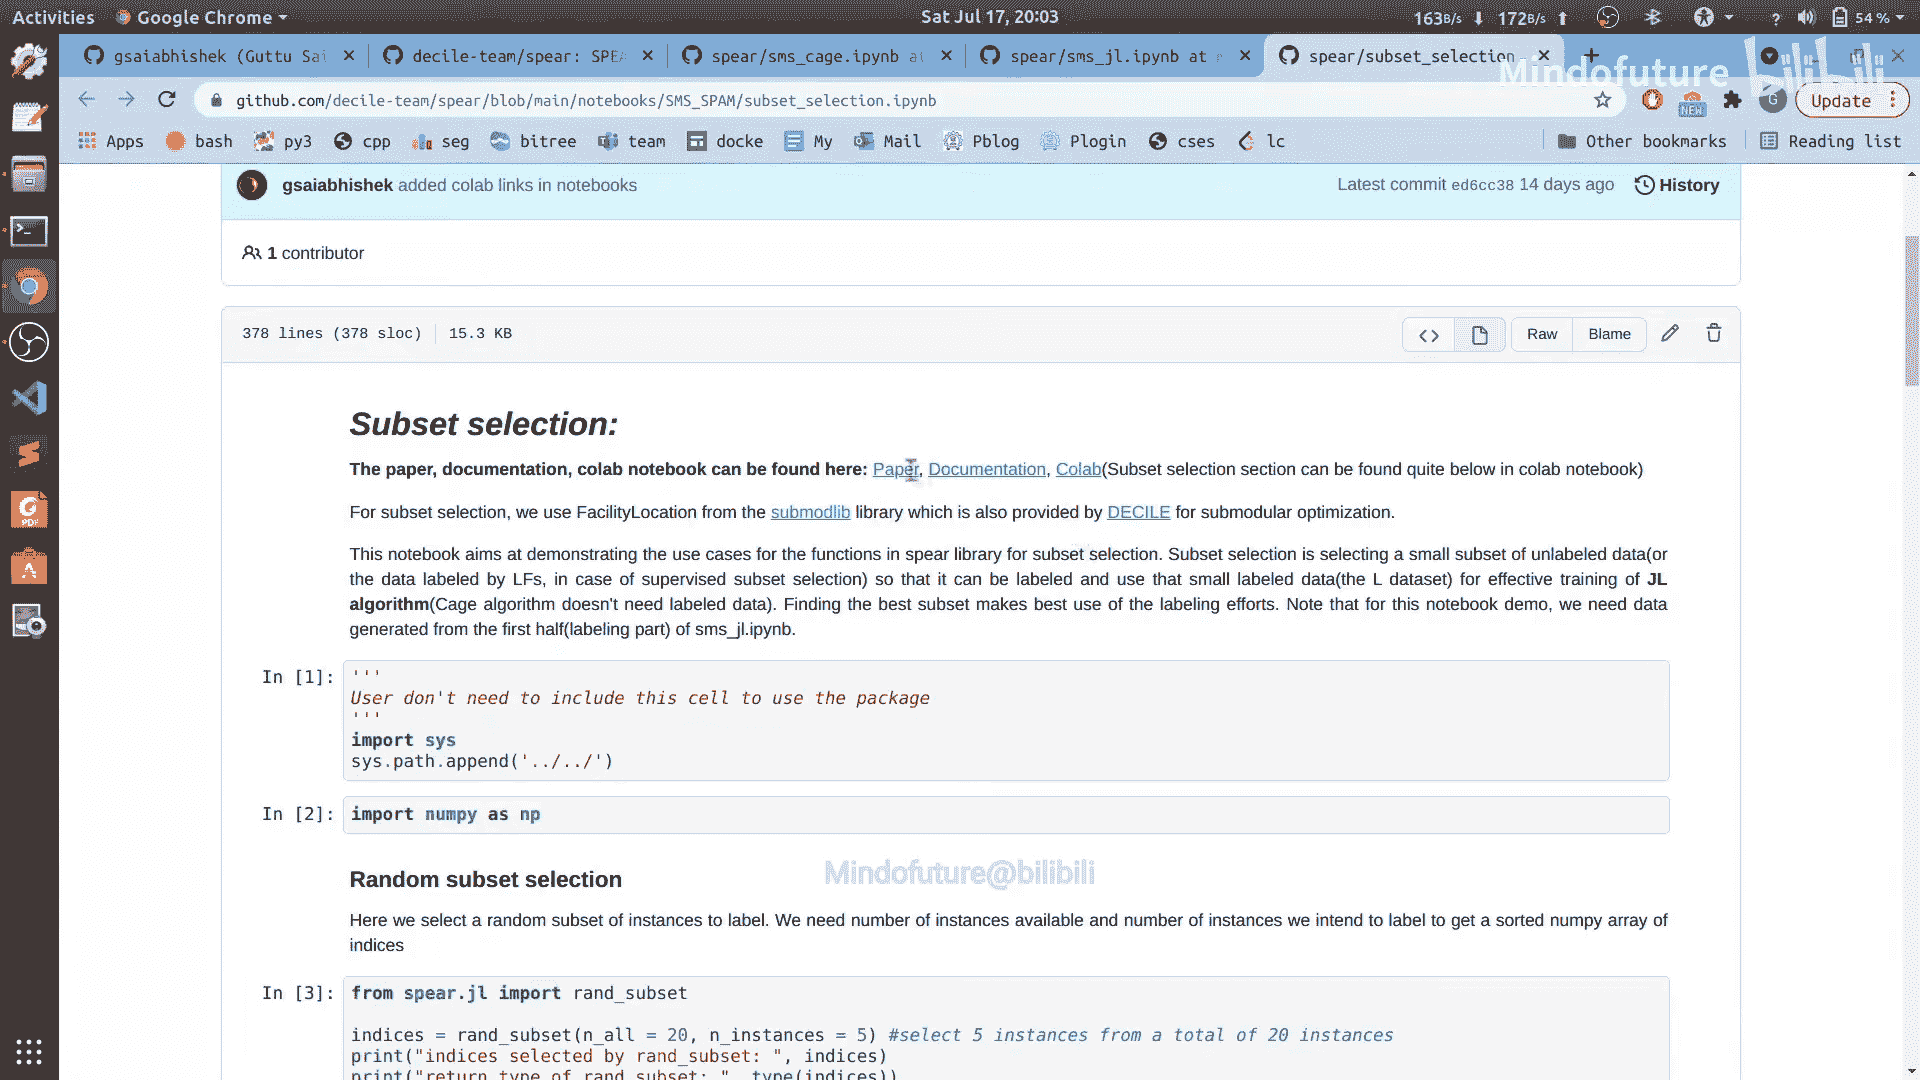 Activities Google Chrome Sat Jul 17, 20:03 163B/s 172B/s ? 54 %
gsaiabhishek (Guttu Sai decile-team/spear: SPEA spear/sms_cage.ipynb at spear/sms_jl.ipynb at spear/subset_selection
Mindofuture bilibili
github.com/decile-team/spear/blob/main/notebooks/SMS_SPAM/subset_selection.ipynb NEW G Update
Apps bash py3 cpp seg bitree team docke My Mail Pblog Plogin cses lc Other bookmarks Reading list
gsaiabhishek added colab links in notebooks Latest commit ed6cc38 14 days ago History
1 contributor
378 lines (378 sloc) 15.3 KB <> Raw Blame
Subset selection:
The paper, documentation, colab notebook can be found here: Paper, Documentation, Colab(Subset selection section can be found quite below in colab notebook)
For subset selection, we use FacilityLocation from the submodlib library which is also provided by DECILE for submodular optimization.
This notebook aims at demonstrating the use cases for the functions in spear library for subset selection. Subset selection is selecting a small subset of unlabeled data(or
the data labeled by LFs, in case of supervised subset selection) so that it can be labeled and use that small labeled data(the L dataset) for effective training of JL
algorithm(Cage algorithm doesn't need labeled data). Finding the best subset makes best use of the labeling efforts. Note that for this notebook demo, we need data
generated from the first half(labeling part) of sms_jl.ipynb.
In [1]: '''
User don't need to include this cell to use the package
'''
import sys
sys.path.append('../../')
In [2]: import numpy as np
Mindofuture@bilibili
Random subset selection
Here we select a random subset of instances to label. We need number of instances available and number of instances we intend to label to get a sorted numpy array of
indices
In [3]: from spear.jl import rand_subset
indices = rand_subset(n_all = 20, n_instances = 5) #select 5 instances from a total of 20 instances
print("indices selected by rand_subset: ", indices)
print("return type of rand_subset: ", type(indices))